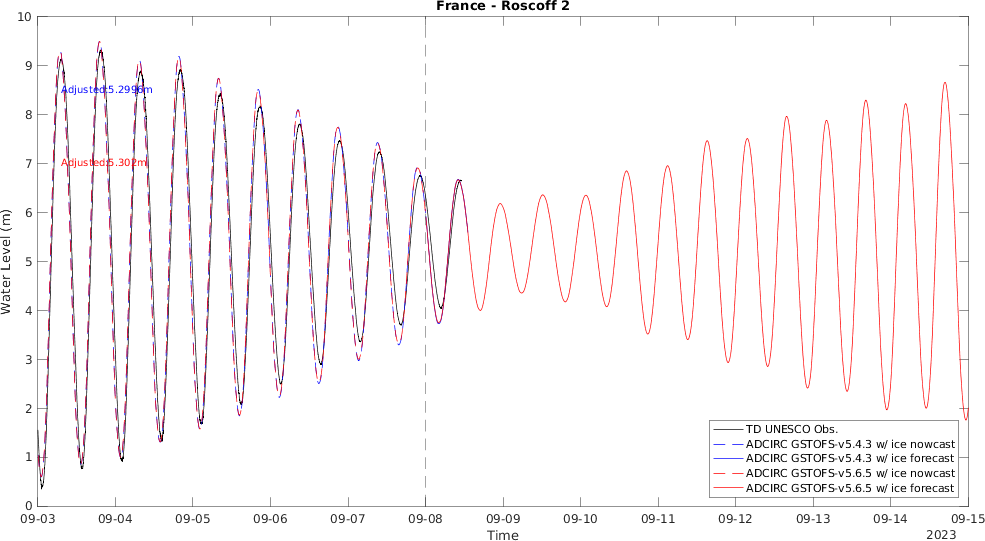 France - Roscoff 2
10
9
8
7
6
5
4
3
2
1
0
Water Level (m)
Adjusted:5.2996m
Adjusted:5.302m
09-03 09-04 09-05 09-06 09-07 09-08 09-09 09-10 09-11 09-12 09-13 09-14 09-15
Time
2023
TD UNESCO Obs.
ADCIRC GSTOFS-v5.4.3 w/ ice nowcast
ADCIRC GSTOFS-v5.4.3 w/ ice forecast
ADCIRC GSTOFS-v5.6.5 w/ ice nowcast
ADCIRC GSTOFS-v5.6.5 w/ ice forecast